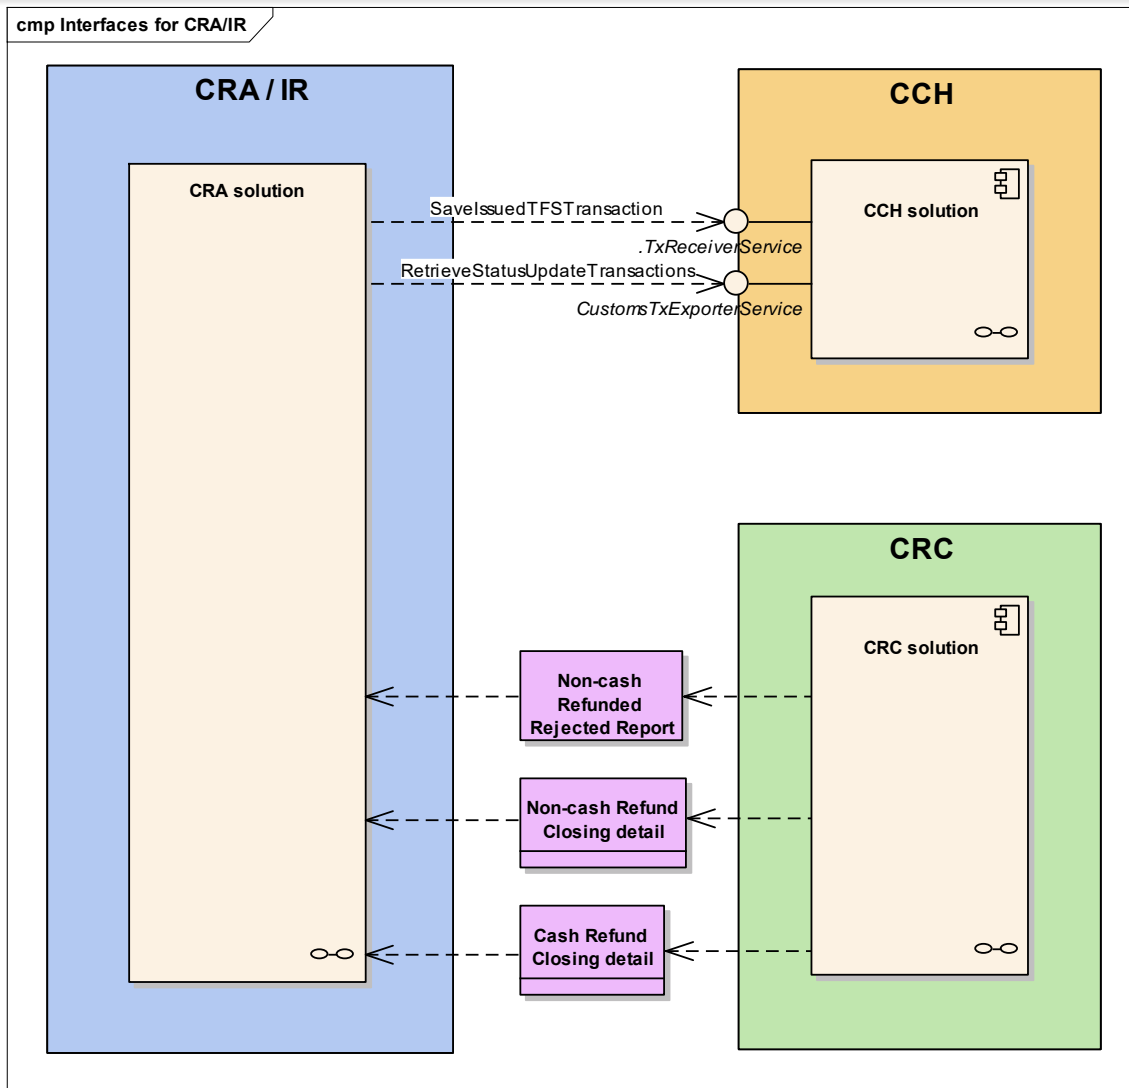 cmp Interfaces for CRA/IR
CRA / IR
CCH
CRA solution
CCH solution
SaveIssuedTFSTransaction
.TxReceiverService
RetrieveStatusUpdateTransactions
CustomsTxExporterService
CRC
CRC solution
Non-cash
Refunded
Rejected Report
Non-cash Refund
Closing detail
Cash Refund
Closing detail